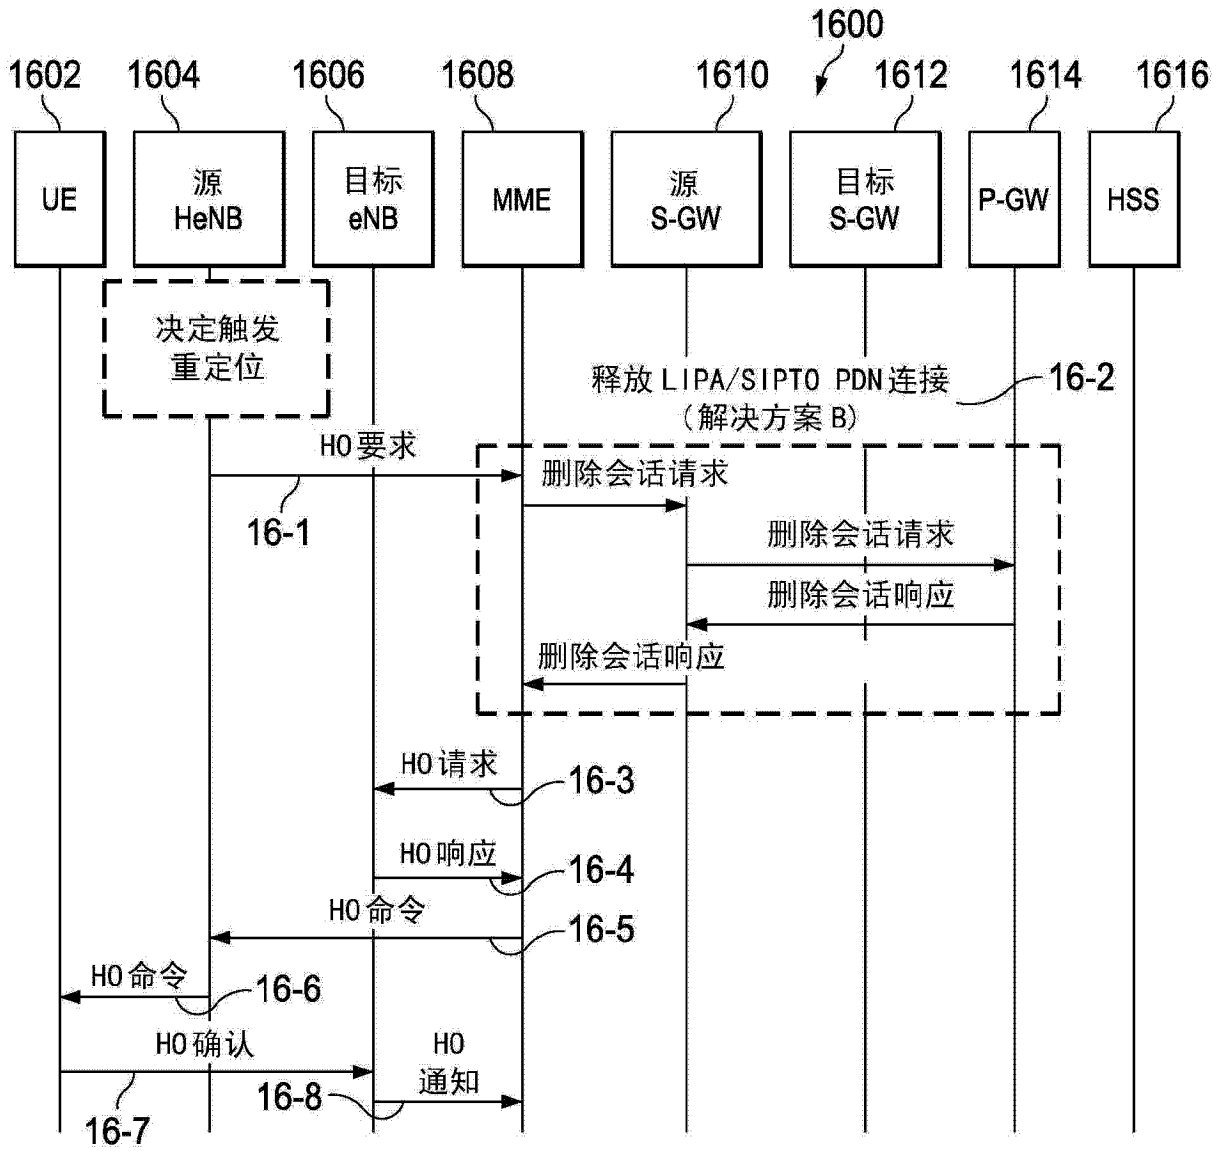 1600
1602
1604
1606
1608
1610
1612
1614
1616
UE
源
HeNB
目标
eNB
MME
源
S-GW
目标
S-GW
P-GW
HSS
决定触发
重定位
释放LIPA/SIPTO PDN连接
(解决方案B)
16-2
HO要求
16-1
删除会话请求
删除会话请求
删除会话响应
删除会话响应
HO请求
16-3
HO响应
16-4
HO命令
16-5
HO命令
16-6
HO确认
16-7
HO
通知
16-8